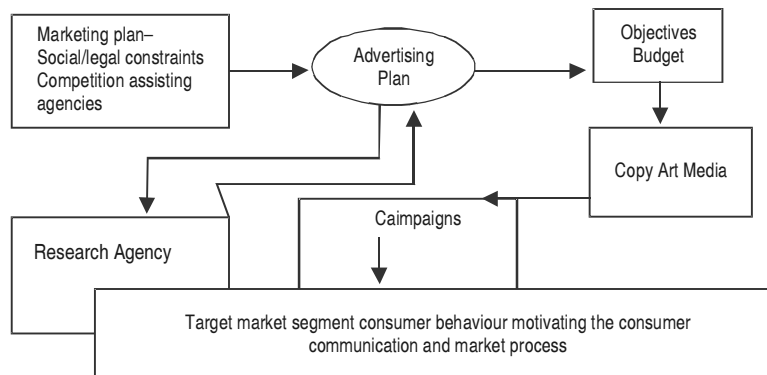 Marketing plan–
Social/legal constraints
Competition assisting
agencies
Advertising
Plan
Objectives
Budget
Copy Art Media
Caimpaigns
Research Agency
Target market segment consumer behaviour motivating the consumer
communication and market process